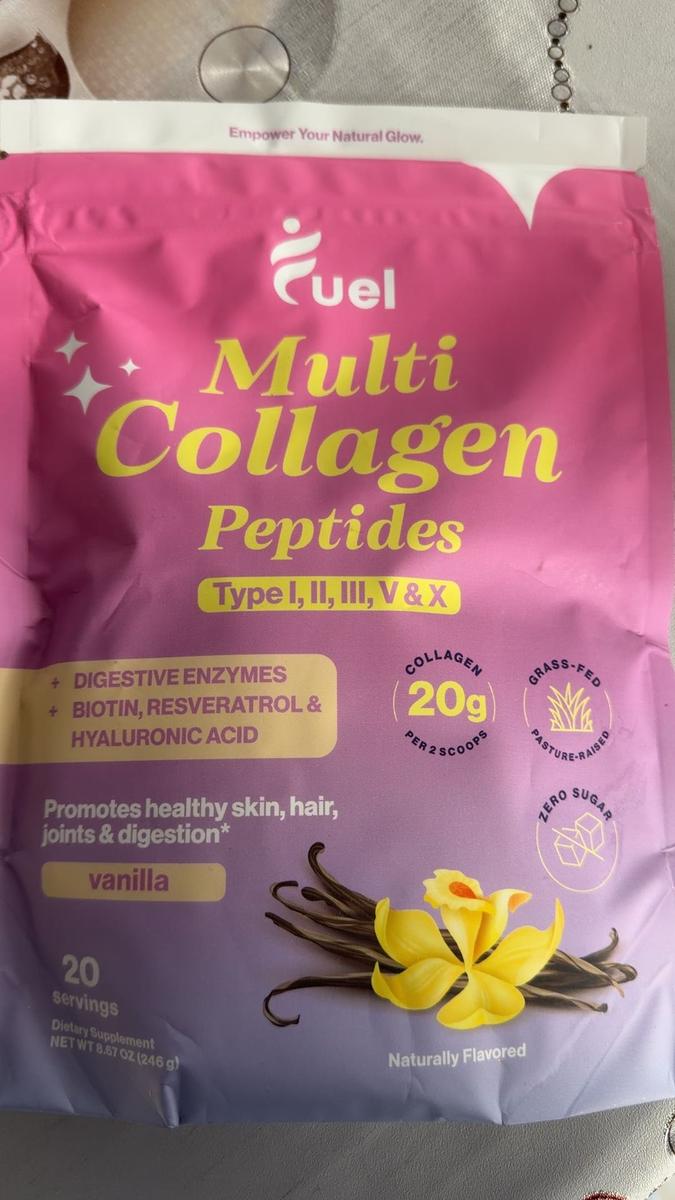 Empower Your Natural Glow.
Fuel
Multi
Collagen
Peptides
Type I, II, III, V & X
+ DIGESTIVE ENZYMES
+ BIOTIN, RESVERATROL &
HYALURONIC ACID
COLLAGEN
20g
PER 2 SCOOPS
GRASS-FED
PASTURE-RAISED
ZERO SUGAR
Promotes healthy skin, hair,
joints & digestion*
vanilla
20
servings
Dietary Supplement
NET WT 8.67 OZ (246 g)
Naturally Flavored